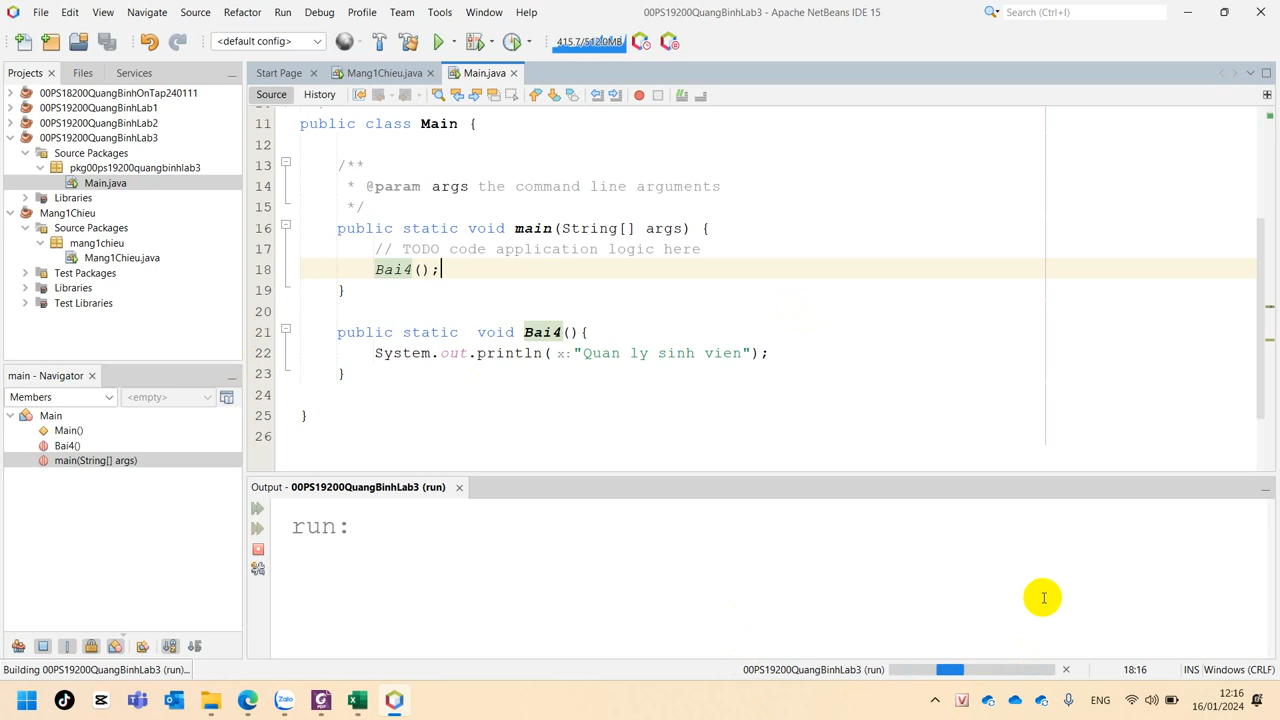 File Edit View Navigate Source Refactor Run Debug Profile Team Tools Window Help
00PS19200QuangBinhLab3 - Apache NetBeans IDE 15
Search (Ctrl+I)
<default config>
415.7/512.0MB
Projects
Files
Services
Start Page
Mang1Chieu.java
Main.java
00PS18200QuangBinhOnTap240111
00PS19200QuangBinhLab1
00PS19200QuangBinhLab2
00PS19200QuangBinhLab3
Source Packages
pkg00ps19200quangbinhlab3
Main.java
Libraries
Mang1Chieu
Source Packages
mang1chieu
Mang1Chieu.java
Test Packages
Libraries
Test Libraries
main - Navigator
Members
<empty>
Main
Main()
Bai4()
main(String[] args)
Source History
11 public class Main {
12
13 /**
14 * @param args the command line arguments
15 */
16 public static void main(String[] args) {
17 // TODO code application logic here
18 Bai4();
19 }
20
21 public static void Bai4(){
22 System.out.println( x: "Quan ly sinh vien");
23 }
24
25 }
26
Output - 00PS19200QuangBinhLab3 (run)
run:
Building 00PS19200QuangBinhLab3 (run)...
00PS19200QuangBinhLab3 (run)
18:16
INS Windows (CRLF)
Zalo
ENG
12:16
16/01/2024